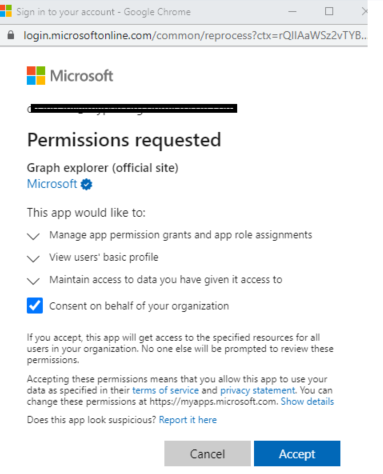 Sign in to your account - Google Chrome
login.microsoftonline.com/common/reprocess?ctx=rQIIAaWSz2vTYB...
Microsoft
Permissions requested
Graph explorer (official site)
Microsoft
This app would like to:
Manage app permission grants and app role assignments
View users' basic profile
Maintain access to data you have given it access to
Consent on behalf of your organization
If you accept, this app will get access to the specified resources for all
users in your organization. No one else will be prompted to review these
permissions.
Accepting these permissions means that you allow this app to use your
data as specified in their terms of service and privacy statement. You can
change these permissions at https://myapps.microsoft.com. Show details
Does this app look suspicious? Report it here
Cancel
Accept